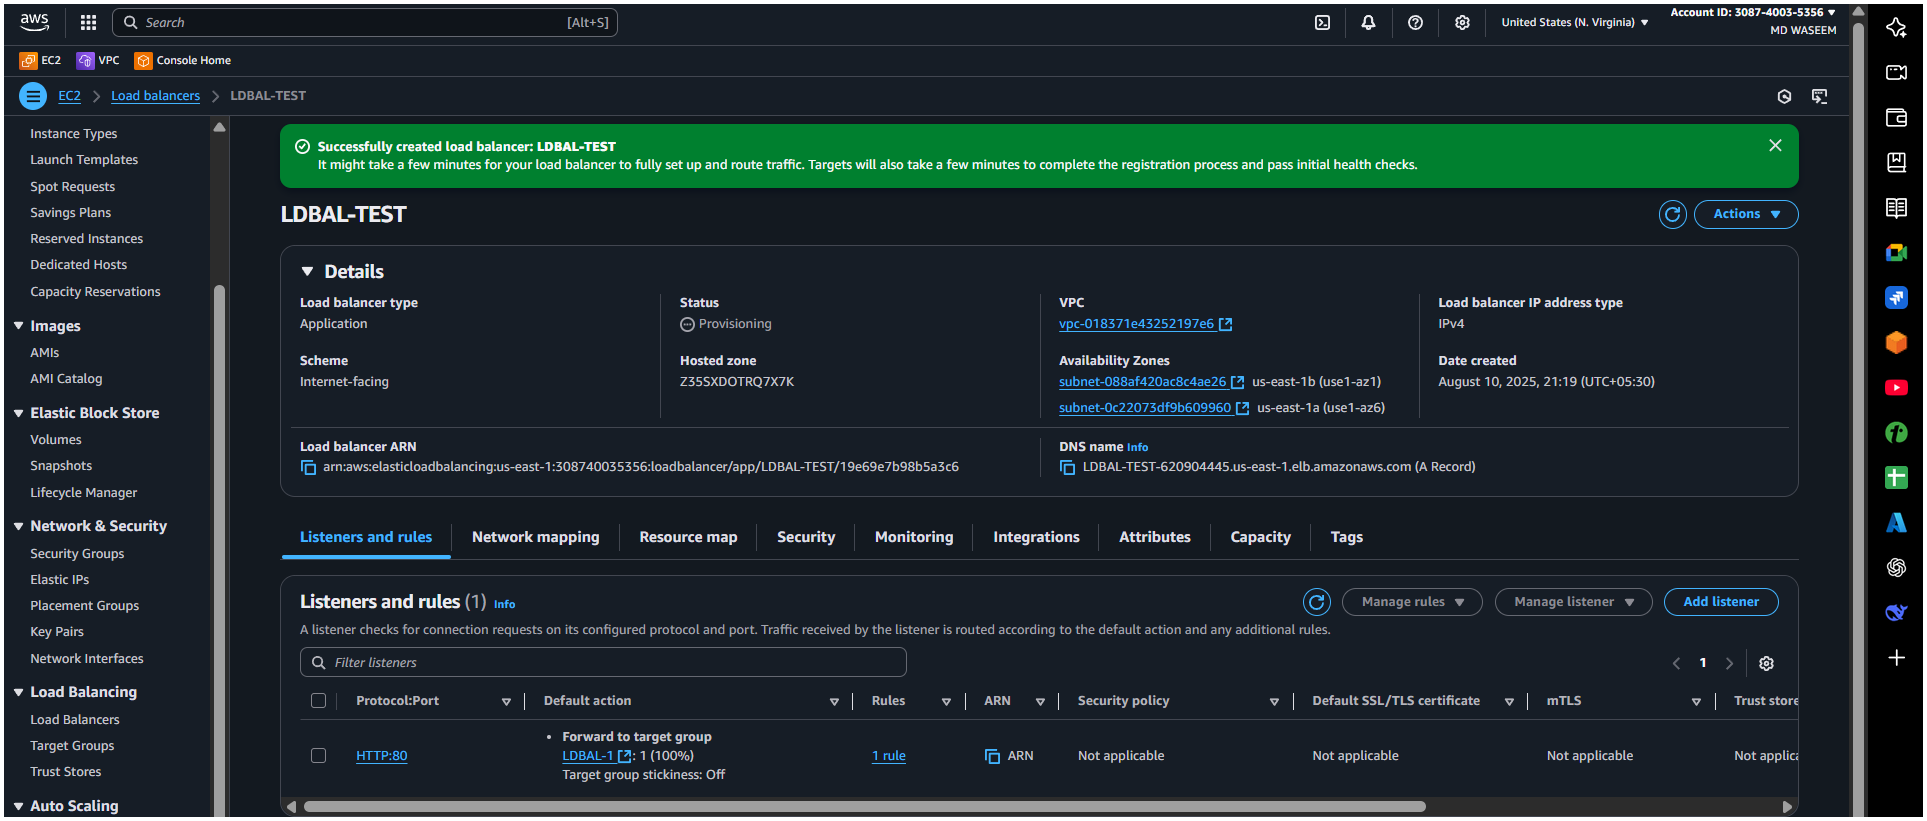 aws
Search
[Alt+S]
United States (N. Virginia)
Account ID: 3087-4003-5356
MD WASEEM
EC2
VPC
Console Home
EC2
Load balancers
LDBAL-TEST
Instance Types
Launch Templates
Spot Requests
Savings Plans
Reserved Instances
Dedicated Hosts
Capacity Reservations
Images
AMIs
AMI Catalog
Elastic Block Store
Volumes
Snapshots
Lifecycle Manager
Network & Security
Security Groups
Elastic IPs
Placement Groups
Key Pairs
Network Interfaces
Load Balancing
Load Balancers
Target Groups
Trust Stores
Auto Scaling
Successfully created load balancer: LDBAL-TEST
It might take a few minutes for your load balancer to fully set up and route traffic. Targets will also take a few minutes to complete the registration process and pass initial health checks.
LDBAL-TEST
Actions
Details
Load balancer type
Application
Status
Provisioning
VPC
vpc-018371e43252197e6
Load balancer IP address type
IPv4
Scheme
Internet-facing
Hosted zone
Z35SXDOTRQ7X7K
Availability Zones
subnet-088af420ac8c4ae26 us-east-1b (use1-az1)
subnet-0c22073df9b609960 us-east-1a (use1-az6)
Date created
August 10, 2025, 21:19 (UTC+05:30)
Load balancer ARN
arn:aws:elasticloadbalancing:us-east-1:308740035356:loadbalancer/app/LDBAL-TEST/19e69e7b98b5a3c6
DNS name Info
LDBAL-TEST-620904445.us-east-1.elb.amazonaws.com (A Record)
Listeners and rules
Network mapping
Resource map
Security
Monitoring
Integrations
Attributes
Capacity
Tags
Listeners and rules (1) Info
Manage rules
Manage listener
Add listener
A listener checks for connection requests on its configured protocol and port. Traffic received by the listener is routed according to the default action and any additional rules.
Filter listeners
1
Protocol:Port
Default action
Rules
ARN
Security policy
Default SSL/TLS certificate
mTLS
Trust store
HTTP:80
• Forward to target group
LDBAL-1 : 1 (100%)
Target group stickiness: Off
1 rule
ARN
Not applicable
Not applicable
Not applicable
Not applica